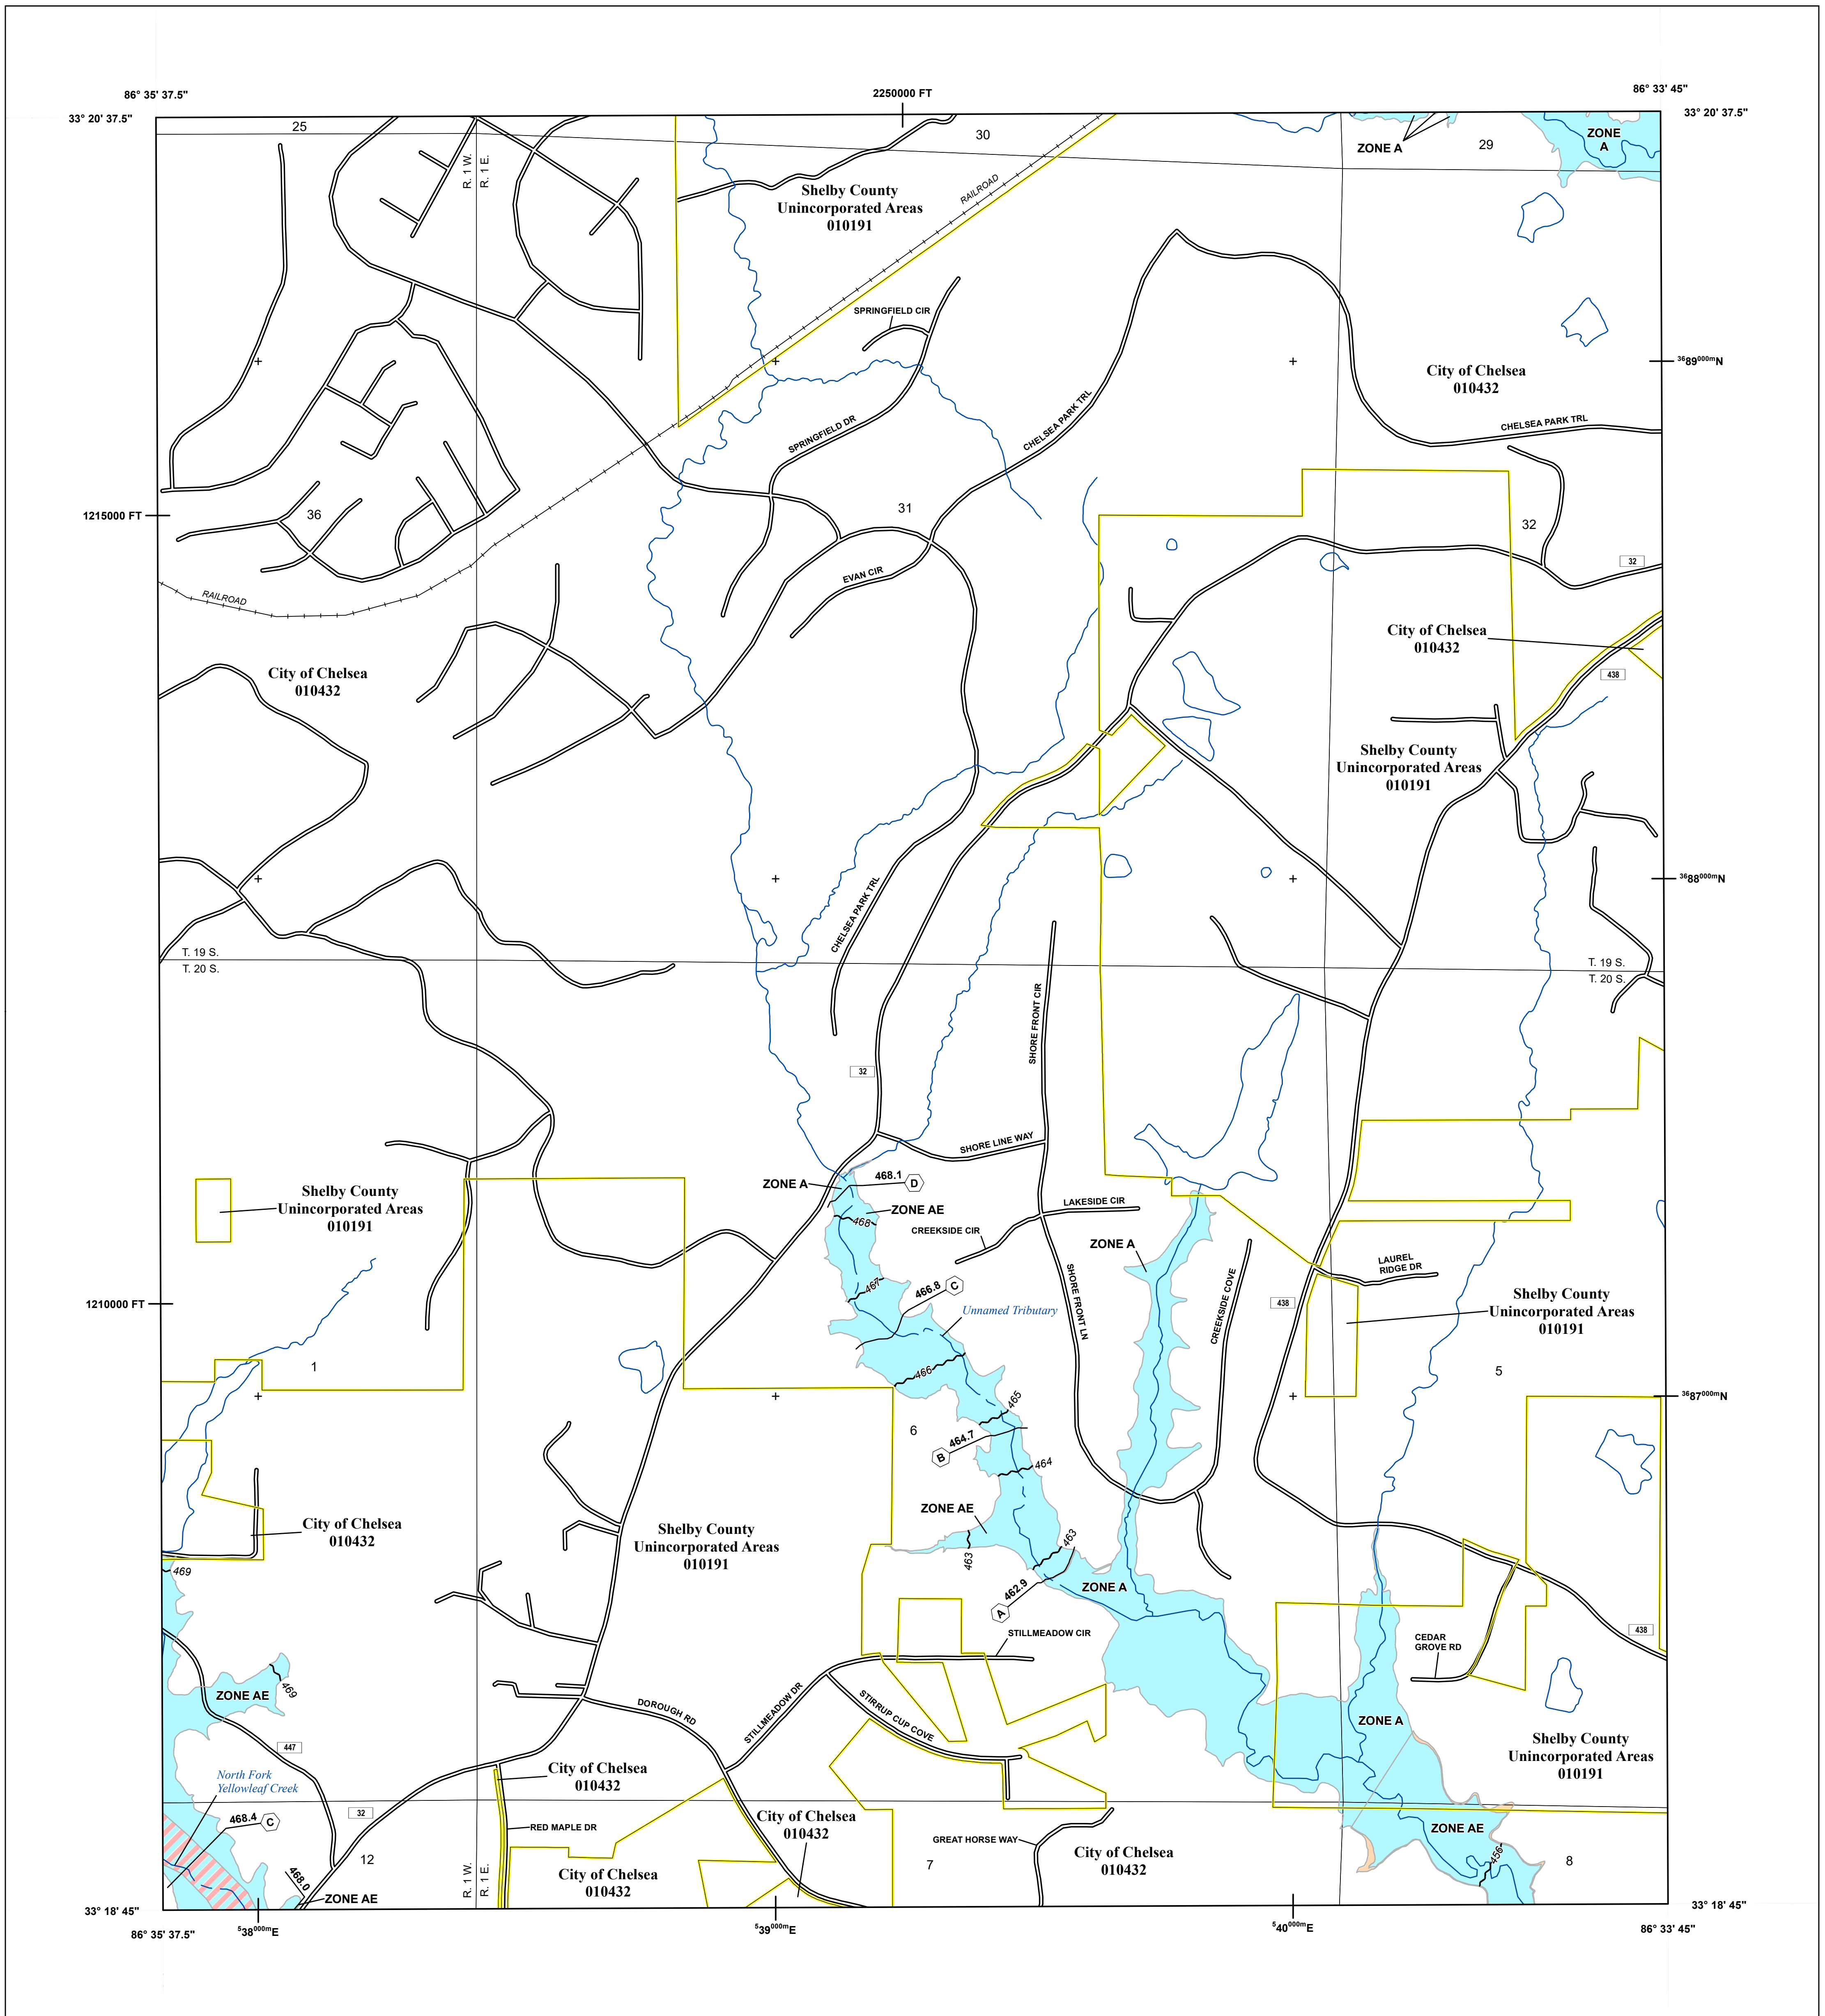 86° 35' 37.5"
2250000 FT
86° 33' 45"
33° 20' 37.5"
33° 20' 37.5"
25
30
29
ZONE A
ZONE
A
R. 1 W.
R. 1 E.
Shelby County
Unincorporated Areas
010191
RAILROAD
SPRINGFIELD CIR
3689000mN
City of Chelsea
010432
CHELSEA PARK TRL
SPRINGFIELD DR
CHELSEA PARK TRL
1215000 FT
36
31
32
32
EVAN CIR
RAILROAD
City of Chelsea
010432
City of Chelsea
010432
438
Shelby County
Unincorporated Areas
010191
3688000mN
CHELSEA PARK TRL
T. 19 S.
T. 20 S.
T. 19 S.
T. 20 S.
SHORE FRONT CIR
32
SHORE LINE WAY
ZONE A
468.1
D
Shelby County
Unincorporated Areas
010191
LAKESIDE CIR
ZONE AE
468
CREEKSIDE CIR
ZONE A
LAUREL
RIDGE DR
467
466.8
C
SHORE FRONT LN
CREEKSIDE COVE
438
1210000 FT
Unnamed Tributary
Shelby County
Unincorporated Areas
010191
1
466
5
465
3687000mN
6
464.7
B
464
ZONE AE
City of Chelsea
010432
Shelby County
Unincorporated Areas
010191
463
463
469
462.9
A
ZONE A
STILLMEADOW CIR
438
CEDAR
GROVE RD
ZONE AE
469
DOROUGH RD
STILLMEADOW DR
STIRRUP CUP COVE
ZONE A
447
Shelby County
Unincorporated Areas
010191
North Fork
Yellowleaf Creek
City of Chelsea
010432
32
468.4
C
City of Chelsea
010432
RED MAPLE DR
ZONE AE
GREAT HORSE WAY
City of Chelsea
010432
456
12
7
8
468.0
City of Chelsea
010432
R. 1 W.
R. 1 E.
ZONE AE
33° 18' 45"
33° 18' 45"
86° 35' 37.5"
538000mE
539000mE
540000mE
86° 33' 45"